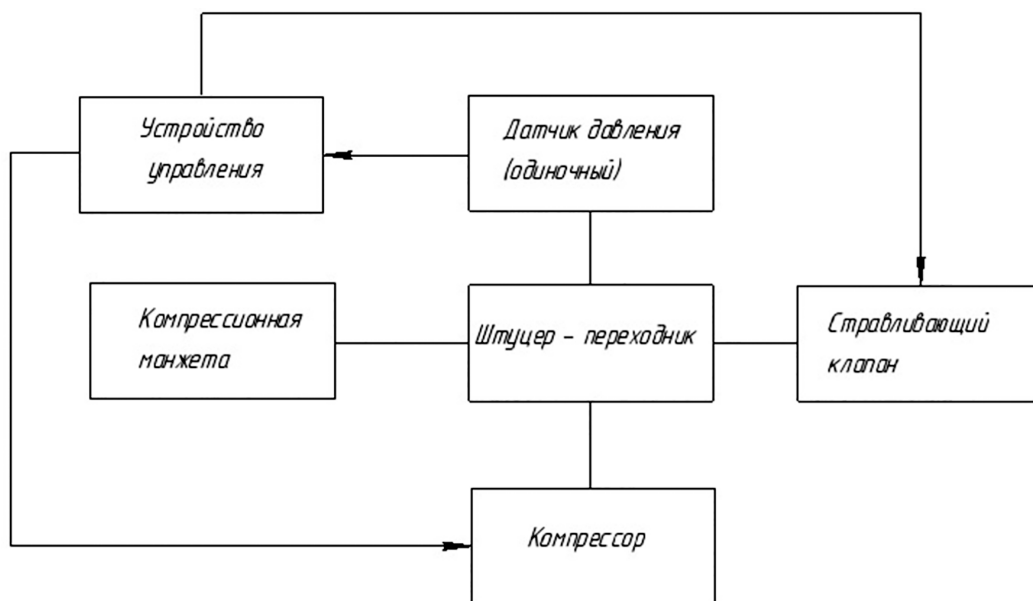 Устройство
управления
Датчик давления
(одиночный)
Компрессионная
манжета
Штуцер - переходник
Стравливающий
клапан
Компрессор